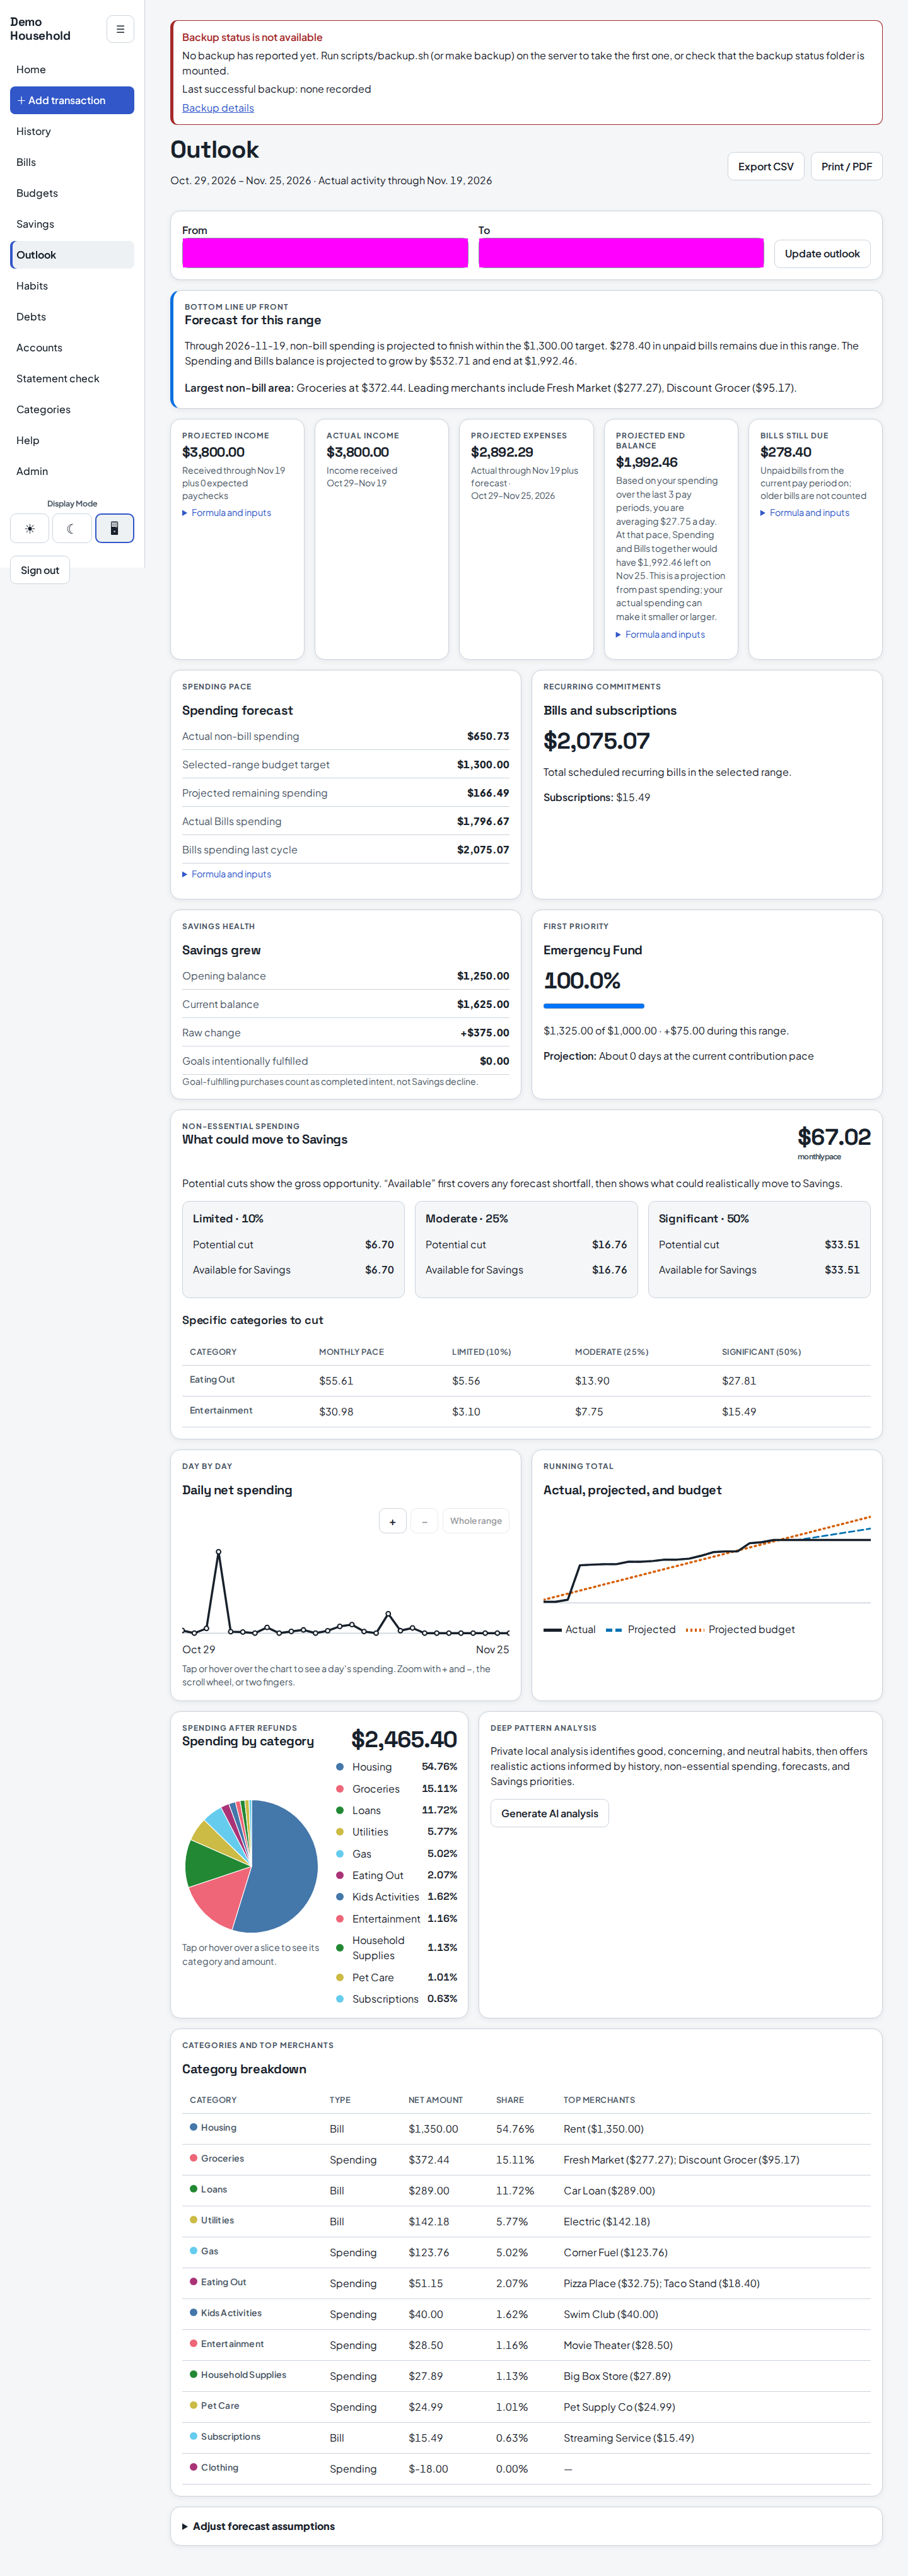 Demo
Household
☰
Home
+ Add transaction
History
Bills
Budgets
Savings
Outlook
Habits
Debts
Accounts
Statement check
Categories
Help
Admin
Display Mode
Sign out
Backup status is not available
No backup has reported yet. Run scripts/backup.sh (or make backup) on the server to take the first one, or check that the backup status folder is
mounted.
Last successful backup: none recorded
Backup details
Outlook
Oct. 29, 2026 – Nov. 25, 2026 · Actual activity through Nov. 19, 2026
Export CSV
Print / PDF
From
To
Update outlook
BOTTOM LINE UP FRONT
Forecast for this range
Through 2026-11-19, non-bill spending is projected to finish within the $1,300.00 target. $278.40 in unpaid bills remains due in this range. The
Spending and Bills balance is projected to grow by $532.71 and end at $1,992.46.
Largest non-bill area: Groceries at $372.44. Leading merchants include Fresh Market ($277.27), Discount Grocer ($95.17).
PROJECTED INCOME
$3,800.00
Received through Nov 19
plus 0 expected
paychecks
▶ Formula and inputs
ACTUAL INCOME
$3,800.00
Income received
Oct 29–Nov 19
PROJECTED EXPENSES
$2,892.29
Actual through Nov 19 plus
forecast ·
Oct 29–Nov 25, 2026
PROJECTED END
BALANCE
$1,992.46
Based on your spending
over the last 3 pay
periods, you are
averaging $27.75 a day.
At that pace, Spending
and Bills together would
have $1,992.46 left on
Nov 25. This is a projection
from past spending; your
actual spending can
make it smaller or larger.
▶ Formula and inputs
BILLS STILL DUE
$278.40
Unpaid bills from the
current pay period on;
older bills are not counted
▶ Formula and inputs
SPENDING PACE
Spending forecast
Actual non-bill spending $650.73
Selected-range budget target $1,300.00
Projected remaining spending $166.49
Actual Bills spending $1,796.67
Bills spending last cycle $2,075.07
▶ Formula and inputs
RECURRING COMMITMENTS
Bills and subscriptions
$2,075.07
Total scheduled recurring bills in the selected range.
Subscriptions: $15.49
SAVINGS HEALTH
Savings grew
Opening balance $1,250.00
Current balance $1,625.00
Raw change +$375.00
Goals intentionally fulfilled $0.00
Goal-fulfilling purchases count as completed intent, not Savings decline.
FIRST PRIORITY
Emergency Fund
100.0%
$1,325.00 of $1,000.00 · +$75.00 during this range.
Projection: About 0 days at the current contribution pace
NON-ESSENTIAL SPENDING
What could move to Savings
$67.02
monthly pace
Potential cuts show the gross opportunity. “Available” first covers any forecast shortfall, then shows what could realistically move to Savings.
Limited · 10%
Potential cut $6.70
Available for Savings $6.70
Moderate · 25%
Potential cut $16.76
Available for Savings $16.76
Significant · 50%
Potential cut $33.51
Available for Savings $33.51
Specific categories to cut
CATEGORY MONTHLY PACE LIMITED (10%) MODERATE (25%) SIGNIFICANT (50%)
Eating Out $55.61 $5.56 $13.90 $27.81
Entertainment $30.98 $3.10 $7.75 $15.49
DAY BY DAY
Daily net spending
+ − Whole range
Oct 29 Nov 25
Tap or hover over the chart to see a day's spending. Zoom with + and −, the
scroll wheel, or two fingers.
RUNNING TOTAL
Actual, projected, and budget
Actual Projected Projected budget
SPENDING AFTER REFUNDS
Spending by category
$2,465.40
Housing 54.76%
Groceries 15.11%
Loans 11.72%
Utilities 5.77%
Gas 5.02%
Eating Out 2.07%
Kids Activities 1.62%
Entertainment 1.16%
Household
Supplies 1.13%
Pet Care 1.01%
Subscriptions 0.63%
Tap or hover over a slice to see its
category and amount.
DEEP PATTERN ANALYSIS
Private local analysis identifies good, concerning, and neutral habits, then offers
realistic actions informed by history, non-essential spending, forecasts, and
Savings priorities.
Generate AI analysis
CATEGORIES AND TOP MERCHANTS
Category breakdown
CATEGORY TYPE NET AMOUNT SHARE TOP MERCHANTS
Housing Bill $1,350.00 54.76% Rent ($1,350.00)
Groceries Spending $372.44 15.11% Fresh Market ($277.27); Discount Grocer ($95.17)
Loans Bill $289.00 11.72% Car Loan ($289.00)
Utilities Bill $142.18 5.77% Electric ($142.18)
Gas Spending $123.76 5.02% Corner Fuel ($123.76)
Eating Out Spending $51.15 2.07% Pizza Place ($32.75); Taco Stand ($18.40)
Kids Activities Spending $40.00 1.62% Swim Club ($40.00)
Entertainment Spending $28.50 1.16% Movie Theater ($28.50)
Household Supplies Spending $27.89 1.13% Big Box Store ($27.89)
Pet Care Spending $24.99 1.01% Pet Supply Co ($24.99)
Subscriptions Bill $15.49 0.63% Streaming Service ($15.49)
Clothing Spending $-18.00 0.00% —
▶ Adjust forecast assumptions